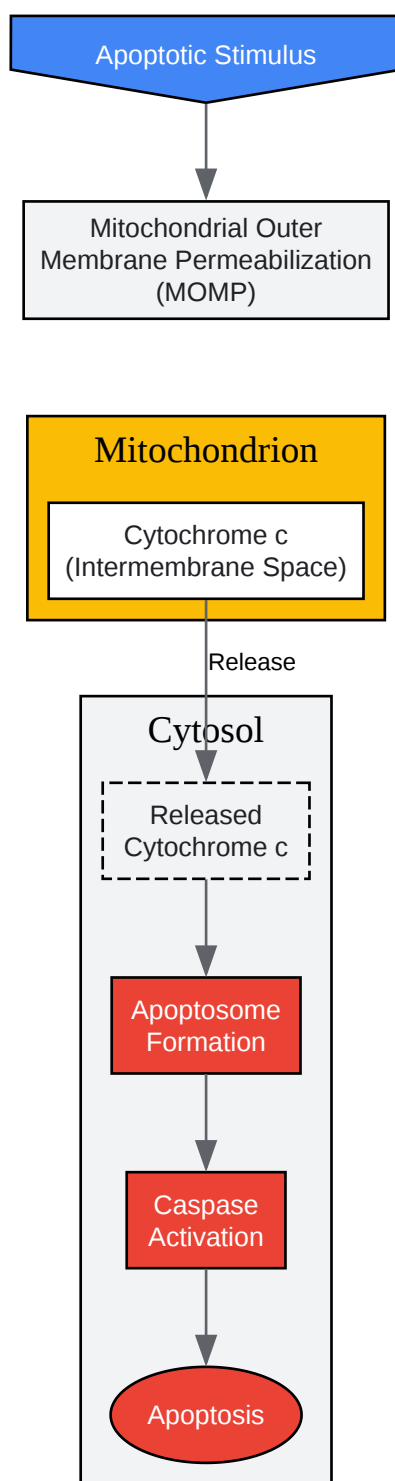 Apoptotic Stimulus
Mitochondrial Outer
Membrane Permeabilization
(MOMP)
Mitochondrion
Cytochrome c
(Intermembrane Space)
Release
Cytosol
Released
Cytochrome c
Apoptosome
Formation
Caspase
Activation
Apoptosis